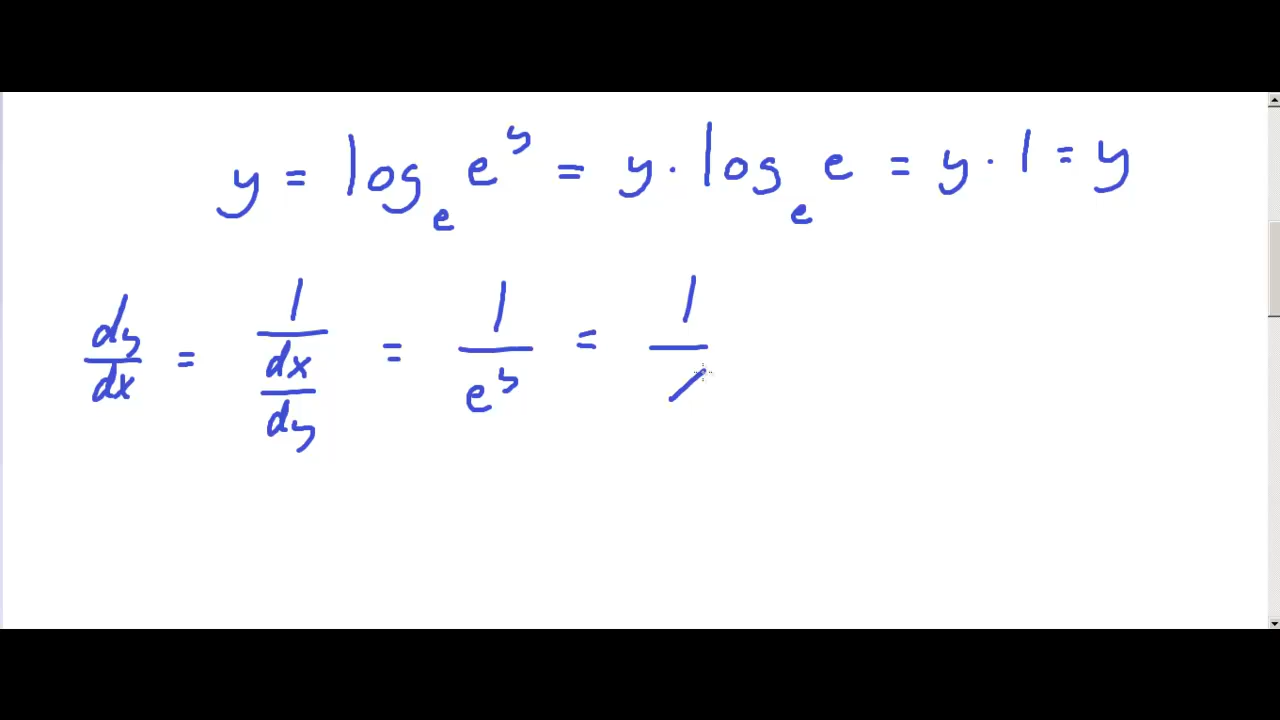 y = log_e e^y = y · log_e e = y · 1 = y
dy/dx = 1/(dx/dy) = 1/e^y = 1/